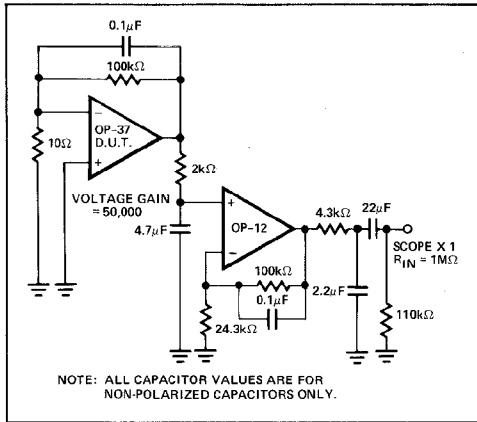 0.1μF
100kΩ
10Ω
–
+
OP-37
D.U.T.
2kΩ
VOLTAGE GAIN
= 50,000
4.7μF
+
–
OP-12
4.3kΩ
22μF
SCOPE X 1
RIN = 1MΩ
100kΩ
0.1μF
2.2μF
24.3kΩ
110kΩ
NOTE: ALL CAPACITOR VALUES ARE FOR
NON-POLARIZED CAPACITORS ONLY.